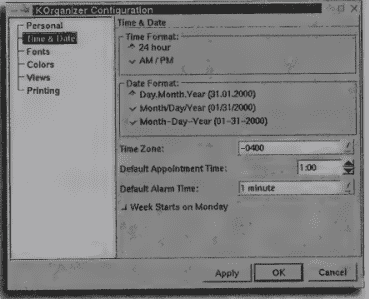 KOrganizer Configuration
Personal
Time & Date
Fonts
Colors
Views
Printing
Time & Date
Time Format:
24 hour
AM / PM
Date Format:
Day.Month.Year (31.01.2000)
Month/Day/Year (01/31/2000)
Month-Day-Year (01-31-2000)
Time Zone:
-0400
Default Appointment Time:
1:00
Default Alarm Time:
1 minute
Week Starts on Monday
Apply
OK
Cancel